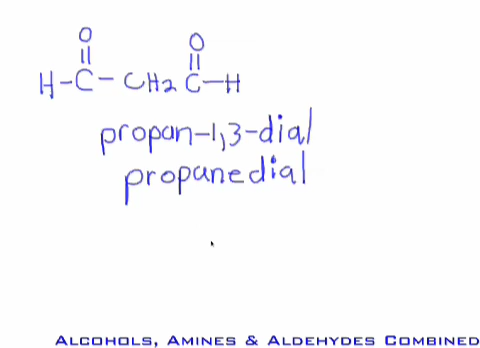 O O
|| ||
H-C-CH2 C-H
propan-1,3-dial
propanedial
ALCOHOLS, AMINES & ALDEHYDES COMBINED